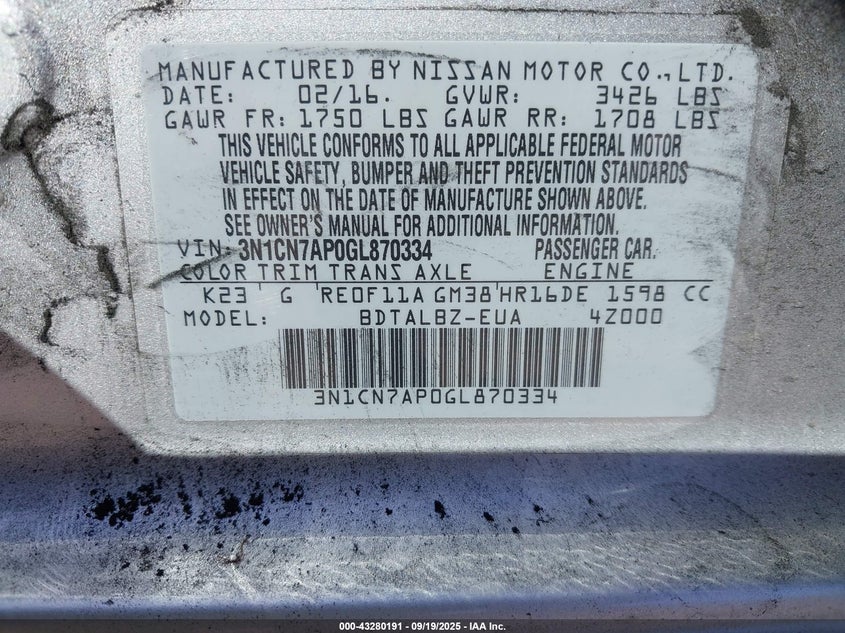 MANUFACTURED BY NISSAN MOTOR CO., LTD.
DATE: 02/16. GVWR: 3426 LBS
GAWR FR: 1750 LBS GAWR RR: 1708 LBS
THIS VEHICLE CONFORMS TO ALL APPLICABLE FEDERAL MOTOR
VEHICLE SAFETY, BUMPER AND THEFT PREVENTION STANDARDS
IN EFFECT ON THE DATE OF MANUFACTURE SHOWN ABOVE.
SEE OWNER'S MANUAL FOR ADDITIONAL INFORMATION.
VIN: 3N1CN7AP0GL870334 PASSENGER CAR.
COLOR TRIM TRANS AXLE ENGINE
K23 G RE0F11A GM38 HR16DE 1598 CC
MODEL: BDTALBZ-EUA 4Z000
3N1CN7AP0GL870334
000-43280191 - 09/19/2025 - IAA Inc.